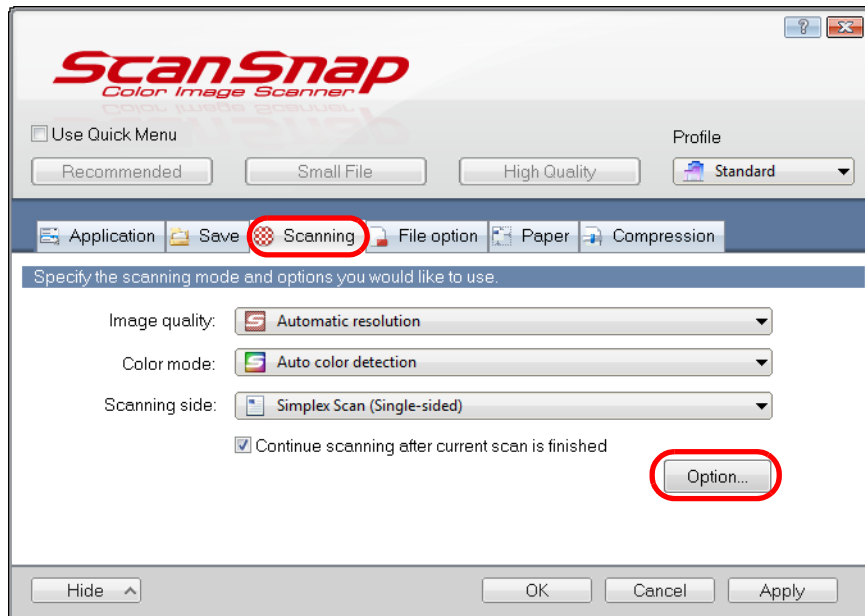 ScanSnap
Color Image Scanner
Use Quick Menu
Profile
Recommended Small File High Quality Standard
Application Save Scanning File option Paper Compression
Specify the scanning mode and options you would like to use.
Image quality: Automatic resolution
Color mode: Auto color detection
Scanning side: Simplex Scan (Single-sided)
Continue scanning after current scan is finished
Option...
Hide OK Cancel Apply